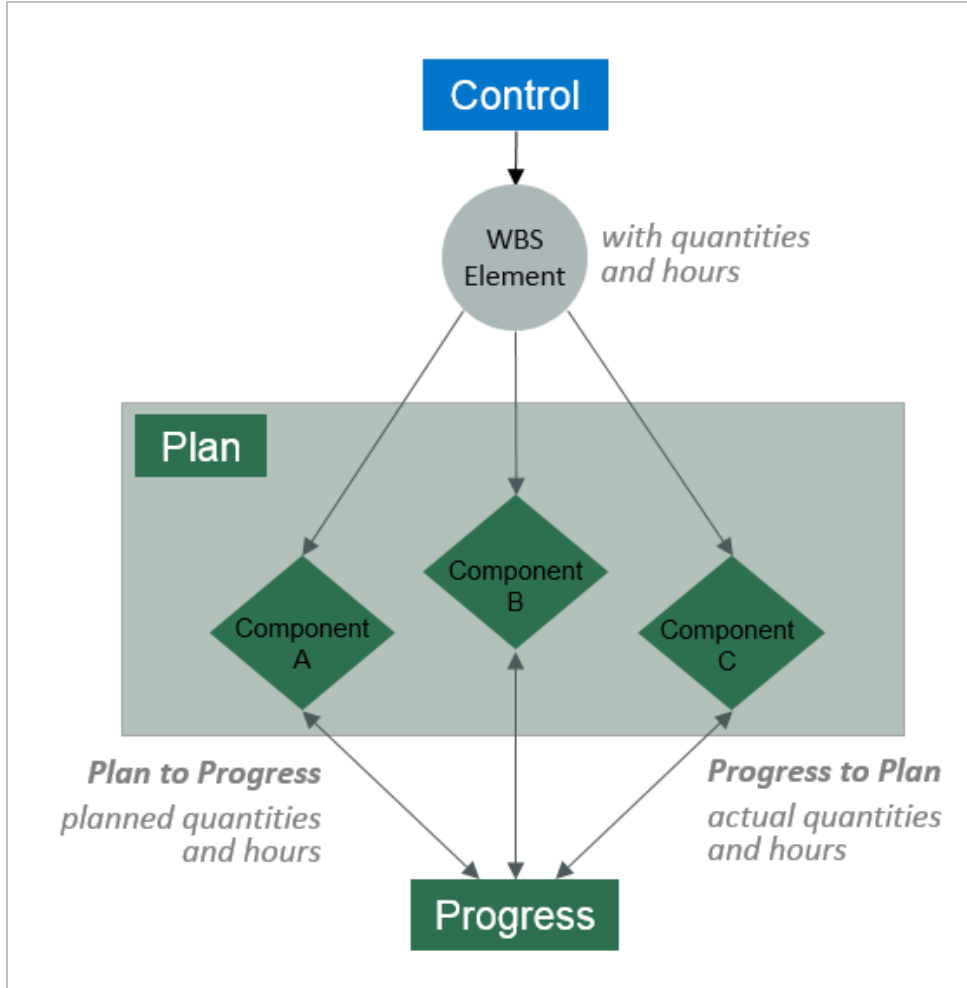 Control
WBS
Element
with quantities
and hours
Plan
Component
A
Component
B
Component
C
Plan to Progress
planned quantities
and hours
Progress to Plan
actual quantities
and hours
Progress